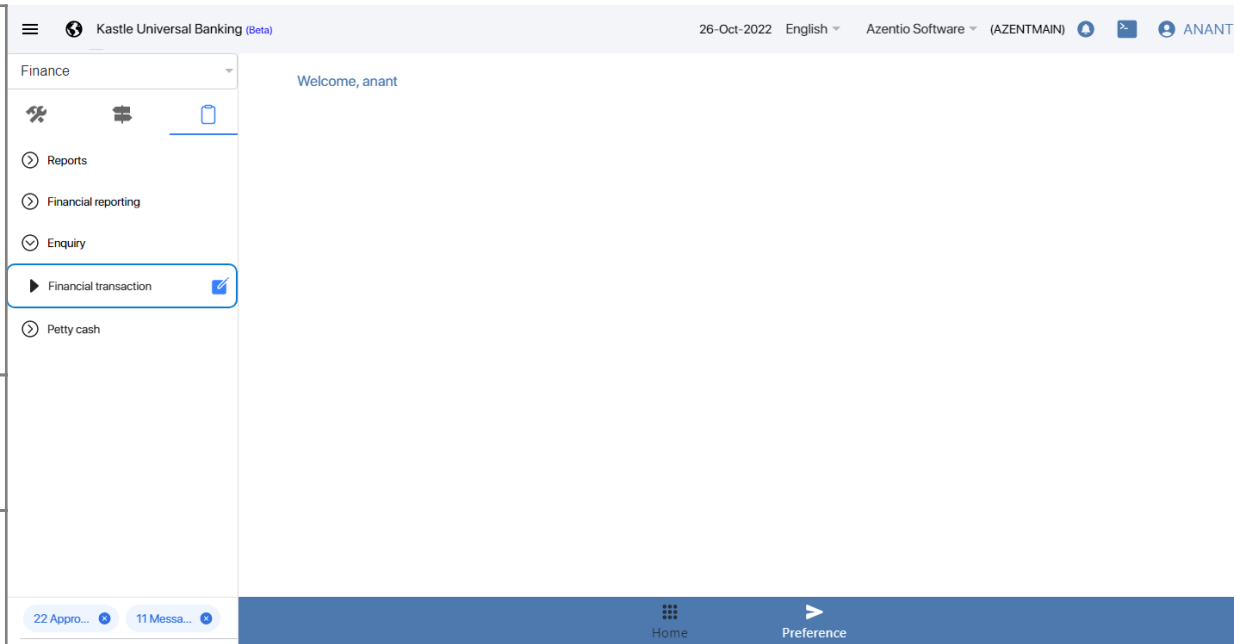 Kastle Universal Banking (Beta) 26-Oct-2022 English Azentio Software (AZENTMAIN) ANANT
Finance
Welcome, anant
Reports
Financial reporting
Enquiry
Financial transaction
Petty cash
22 Appro... 11 Messa...
Home Preference